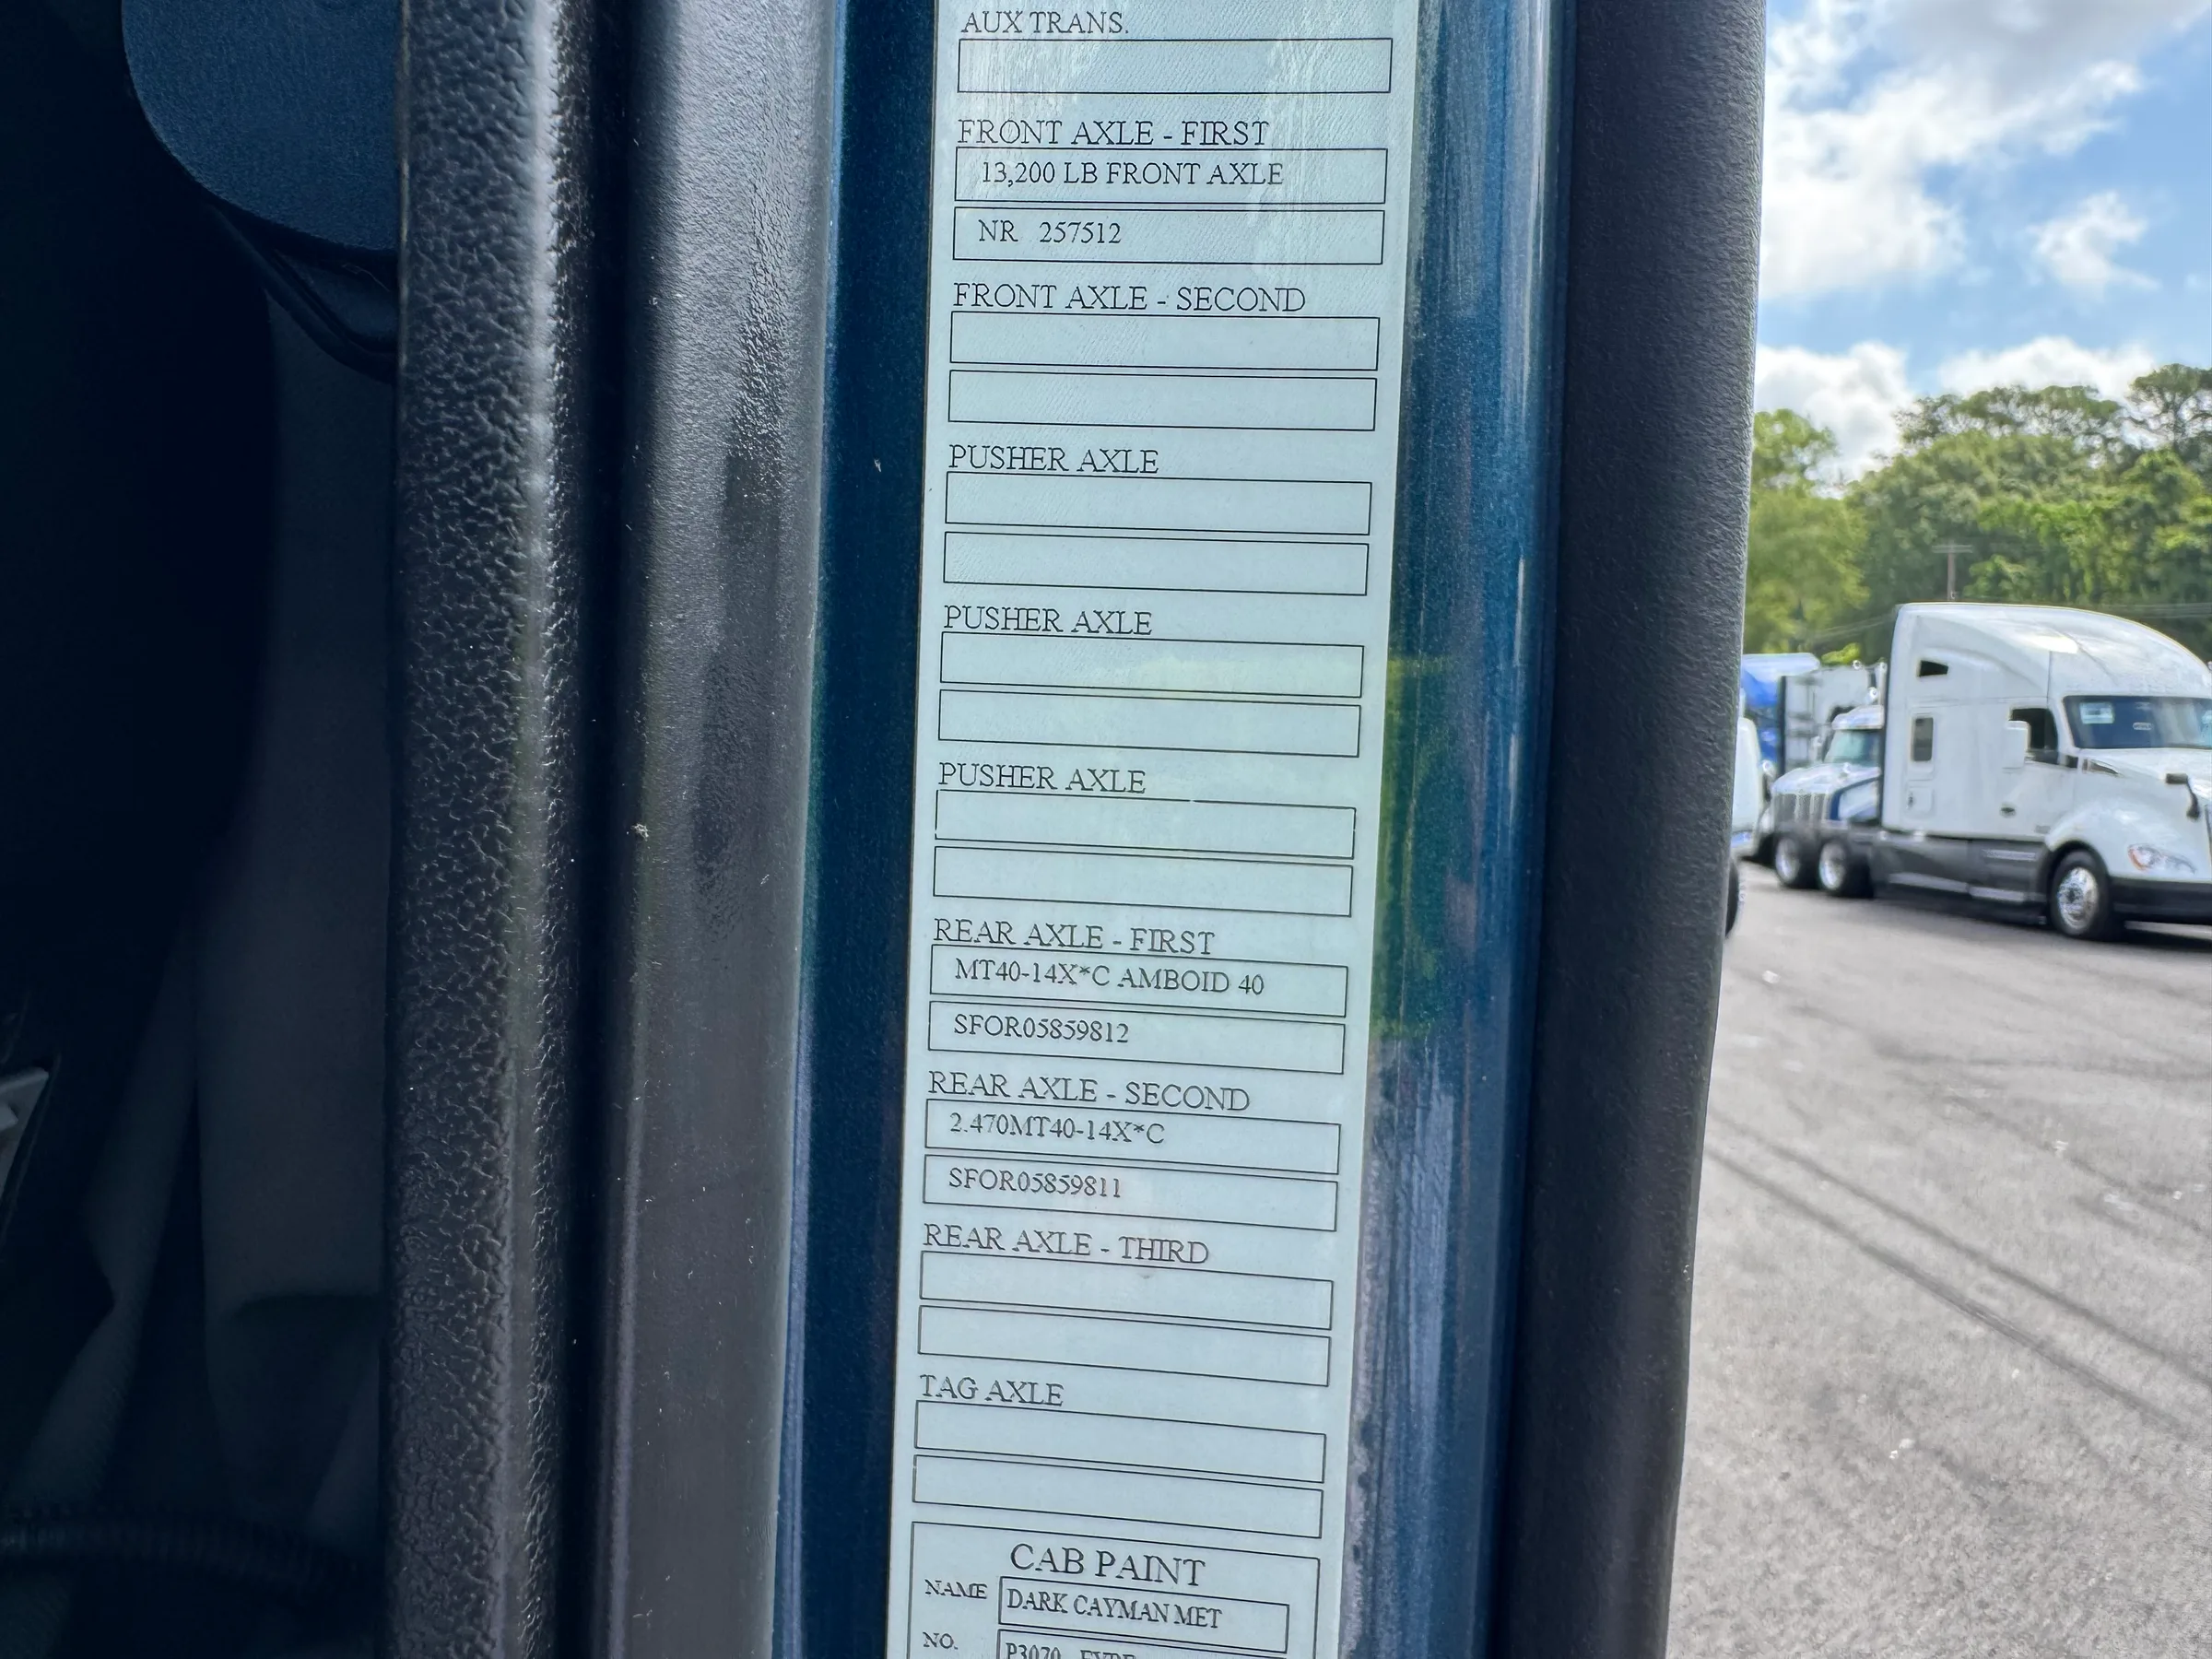 AUX TRANS.
FRONT AXLE - FIRST
13,200 LB FRONT AXLE
NR 257512
FRONT AXLE - SECOND
PUSHER AXLE
PUSHER AXLE
PUSHER AXLE
REAR AXLE - FIRST
MT40-14X*C AMBOID 40
SFOR05859812
REAR AXLE - SECOND
2.470MT40-14X*C
SFOR05859811
REAR AXLE - THIRD
TAG AXLE
CAB PAINT
NAME DARK CAYMAN MET
NO. P3070